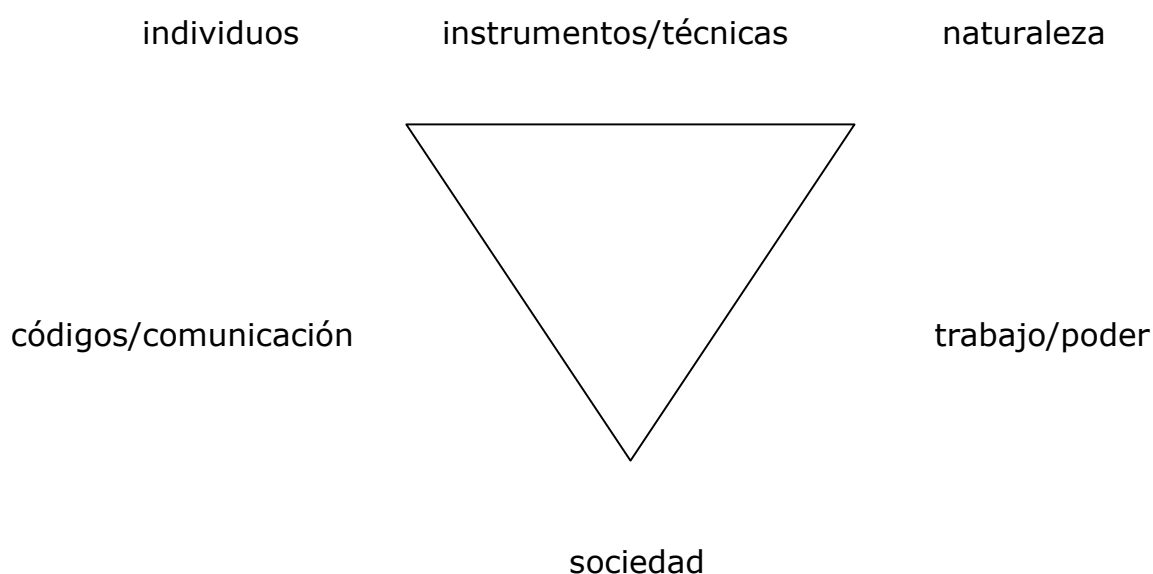 individuos instrumentos/técnicas naturaleza
códigos/comunicación trabajo/poder
sociedad